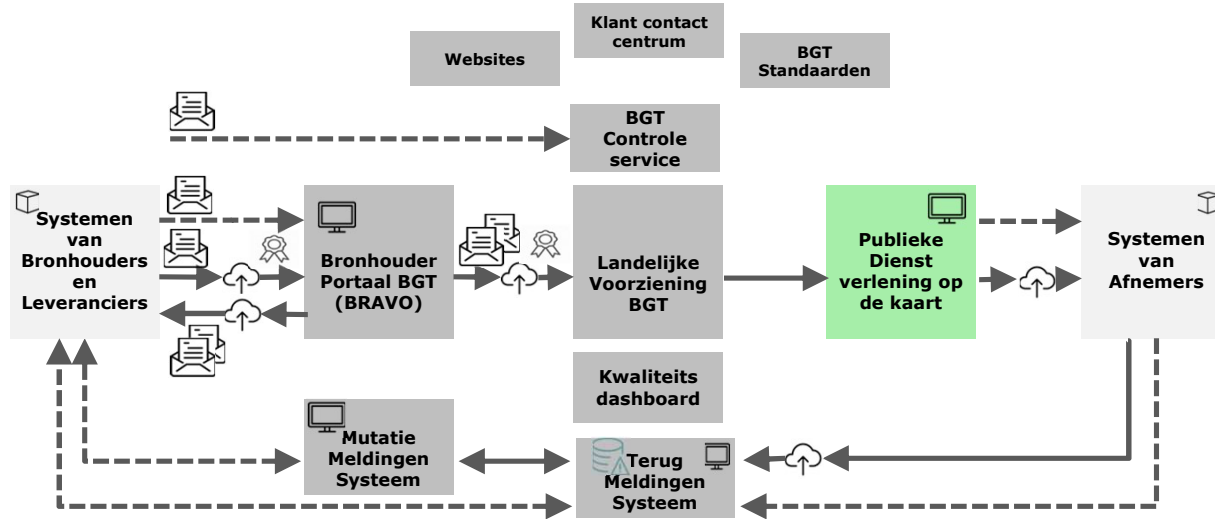 Klant contact
centrum
Websites
BGT
Standaarden
BGT
Controle
service
Systemen
van
Bronhouders
en
Leveranciers
Bronhouder
Portaal BGT
(BRAVO)
Landelijke
Voorziening
BGT
Publieke
Dienst
verlening op
de kaart
Systemen
van
Afnemers
Kwaliteits
dashboard
Mutatie
Meldingen
Systeem
Terug
Meldingen
Systeem